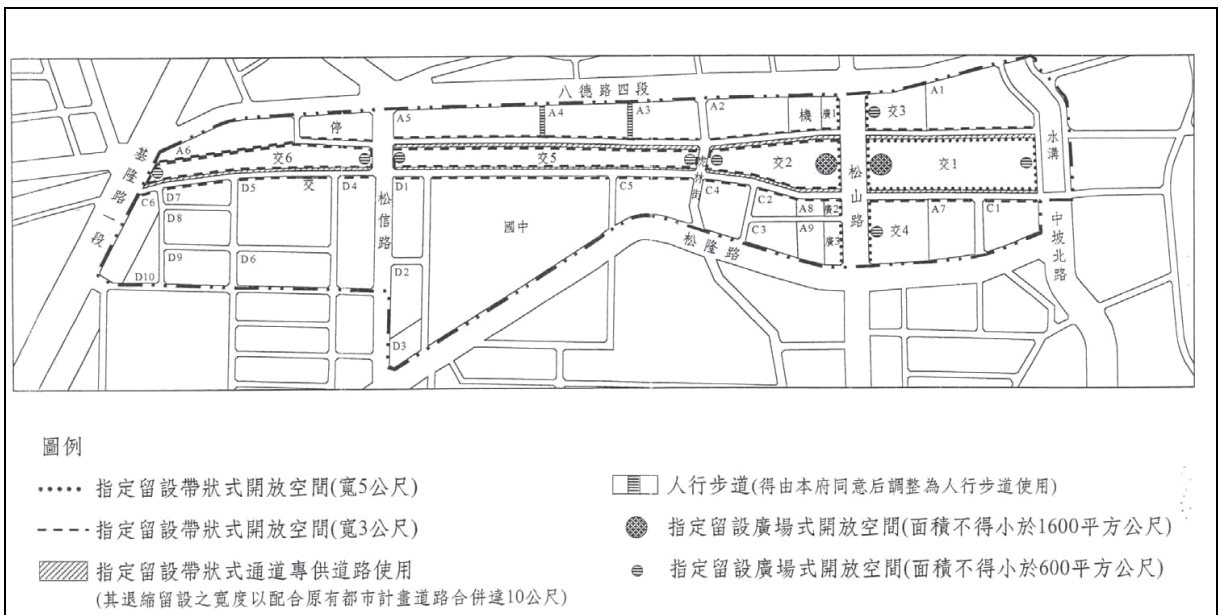 八德路四段
A1
A2
A3
A4
A5
機
廣1
交3
停
水溝
A6
交6
交5
交2
交1
基隆路一段
松信路
松山路
C6
D7
D5
交
D4
D1
C5
C4
C2
A8
廣2
交4
A7
C1
D8
國中
C3
A9
廣3
松隆路
中坡北路
D9
D6
D10
D2
D3
圖例
指定留設帶狀式開放空間(寬5公尺)
指定留設帶狀式開放空間(寬3公尺)
指定留設帶狀式通道專供道路使用
(其退縮留設之寬度以配合原有都市計畫道路合併達10公尺)
人行步道(得由本府同意后調整為人行步道使用)
指定留設廣場式開放空間(面積不得小於1600平方公尺)
指定留設廣場式開放空間(面積不得小於600平方公尺)